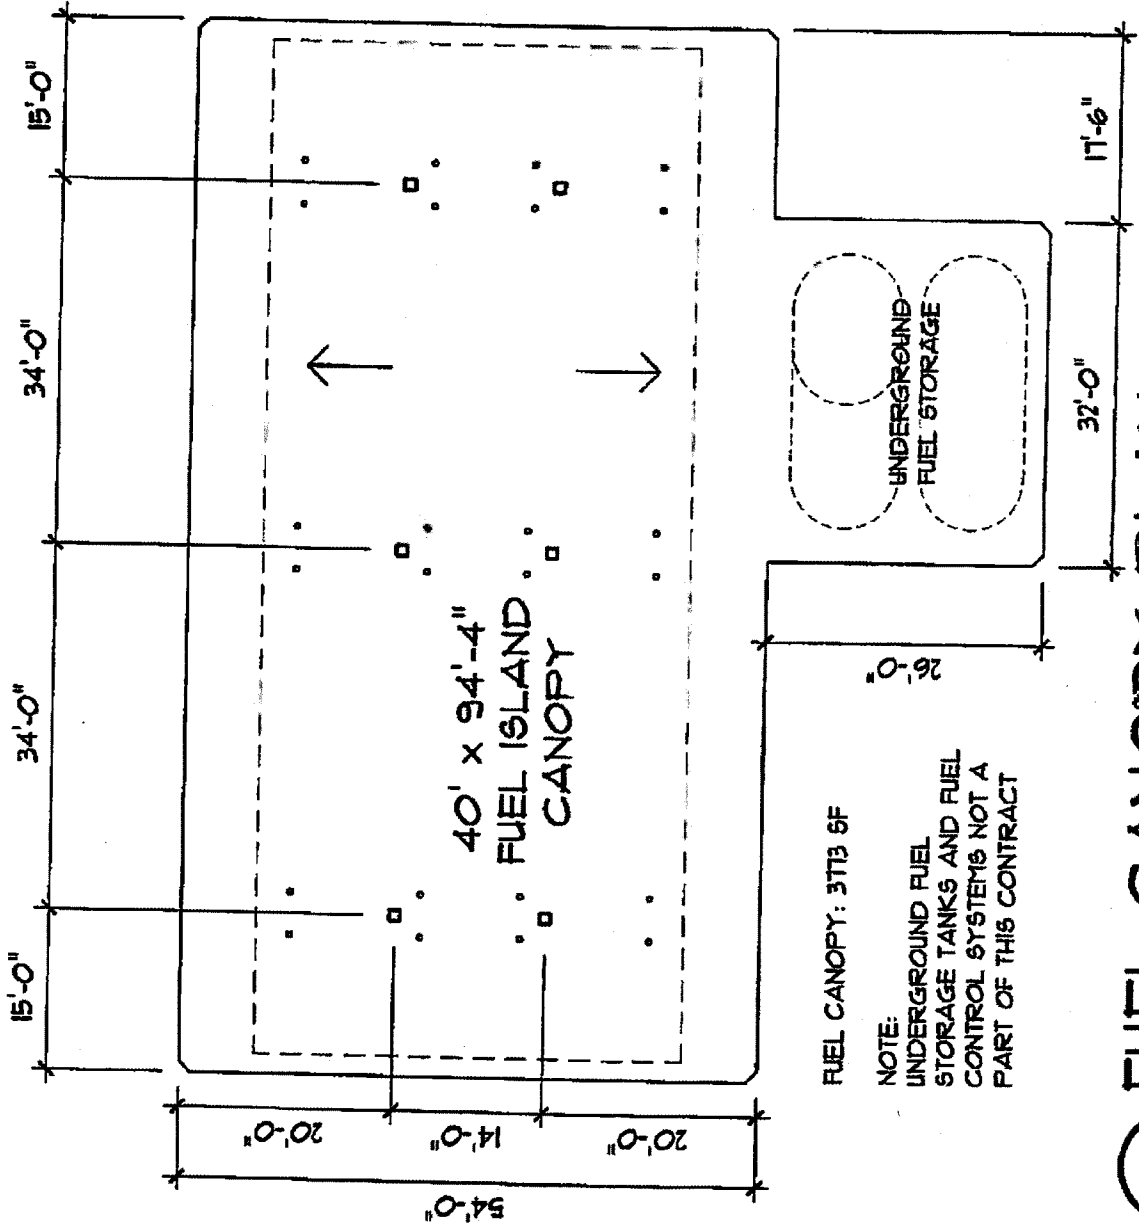 15'-0"
34'-0"
34'-0"
15'-0"
54'-0"
20'-0"
14'-0"
20'-0"
40' x 94'-4"
FUEL ISLAND
CANOPY
UNDERGROUND
FUEL STORAGE
26'-0"
32'-0"
17'-6"
FUEL CANOPY: 3773 SF
NOTE:
UNDERGROUND FUEL
STORAGE TANKS AND FUEL
CONTROL SYSTEMS NOT A
PART OF THIS CONTRACT